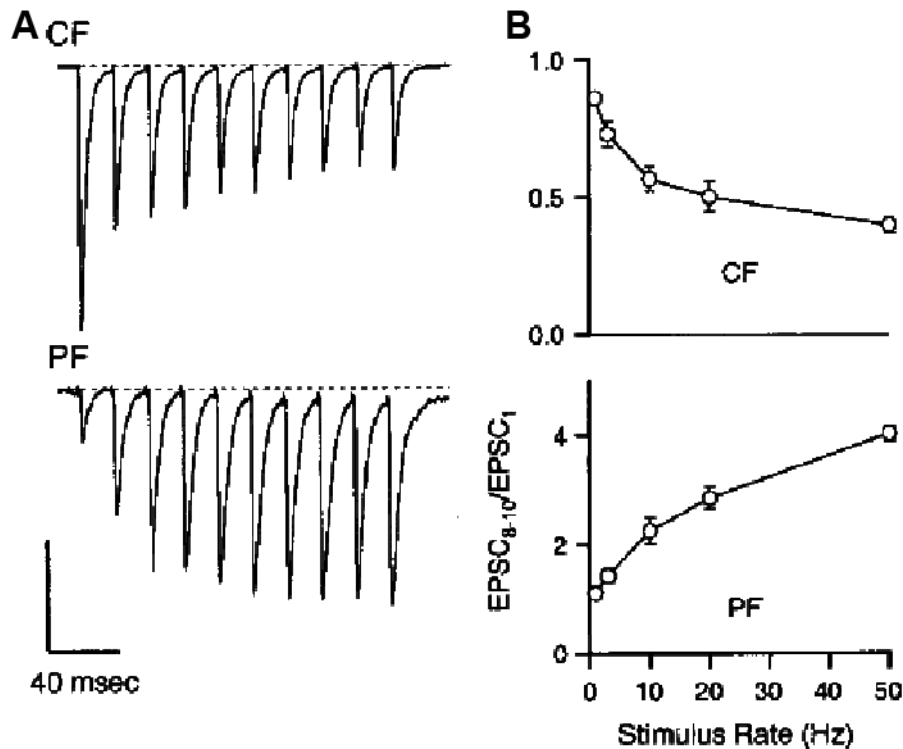 A
CF
PF
40 msec
B
1.0
0.5
0.0
CF
EPSC8-10/EPSC1
4
2
0
PF
0
10
20
30
40
50
Stimulus Rate (Hz)